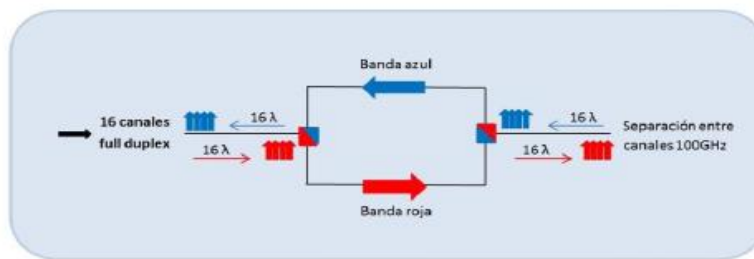 Banda azul
16 canales
full duplex
16 λ
16 λ
16 λ
16 λ
Separación entre
canales 100GHz
Banda roja